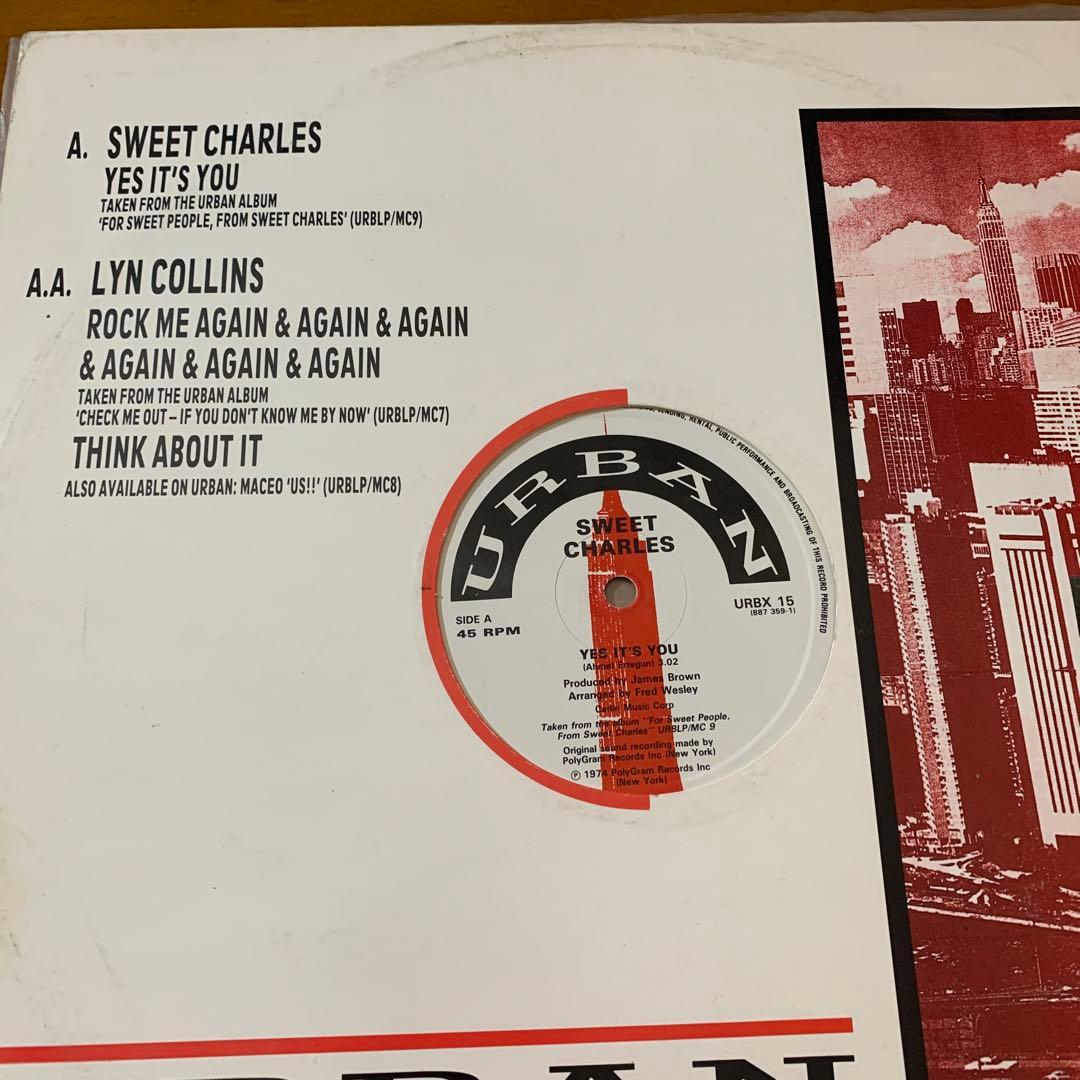 A. SWEET CHARLES
YES IT'S YOU
TAKEN FROM THE URBAN ALBUM
'FOR SWEET PEOPLE, FROM SWEET CHARLES' (URBLP/MC9)
A.A. LYN COLLINS
ROCK ME AGAIN & AGAIN & AGAIN
& AGAIN & AGAIN & AGAIN
TAKEN FROM THE URBAN ALBUM
'CHECK ME OUT – IF YOU DON'T KNOW ME BY NOW' (URBLP/MC7)
THINK ABOUT IT
ALSO AVAILABLE ON URBAN: MACEO 'US!!' (URBLP/MC8)
LENDING, RENTAL, PUBLIC PERFORMANCE AND BROADCASTING OF THIS RECORD PROHIBITED
URBAN
SWEET
CHARLES
URBX 15
(887 359-1)
SIDE A
45 RPM
YES IT'S YOU
(Ahmet Ertegun) 3.02
Produced by James Brown
Arranged by Fred Wesley
Music Corp
Taken from the album "For Sweet People,
From Sweet Charles" URBLP/MC 9
Original sound recording made by
PolyGram Records Inc (New York)
℗ 1974 PolyGram Records Inc
(New York)